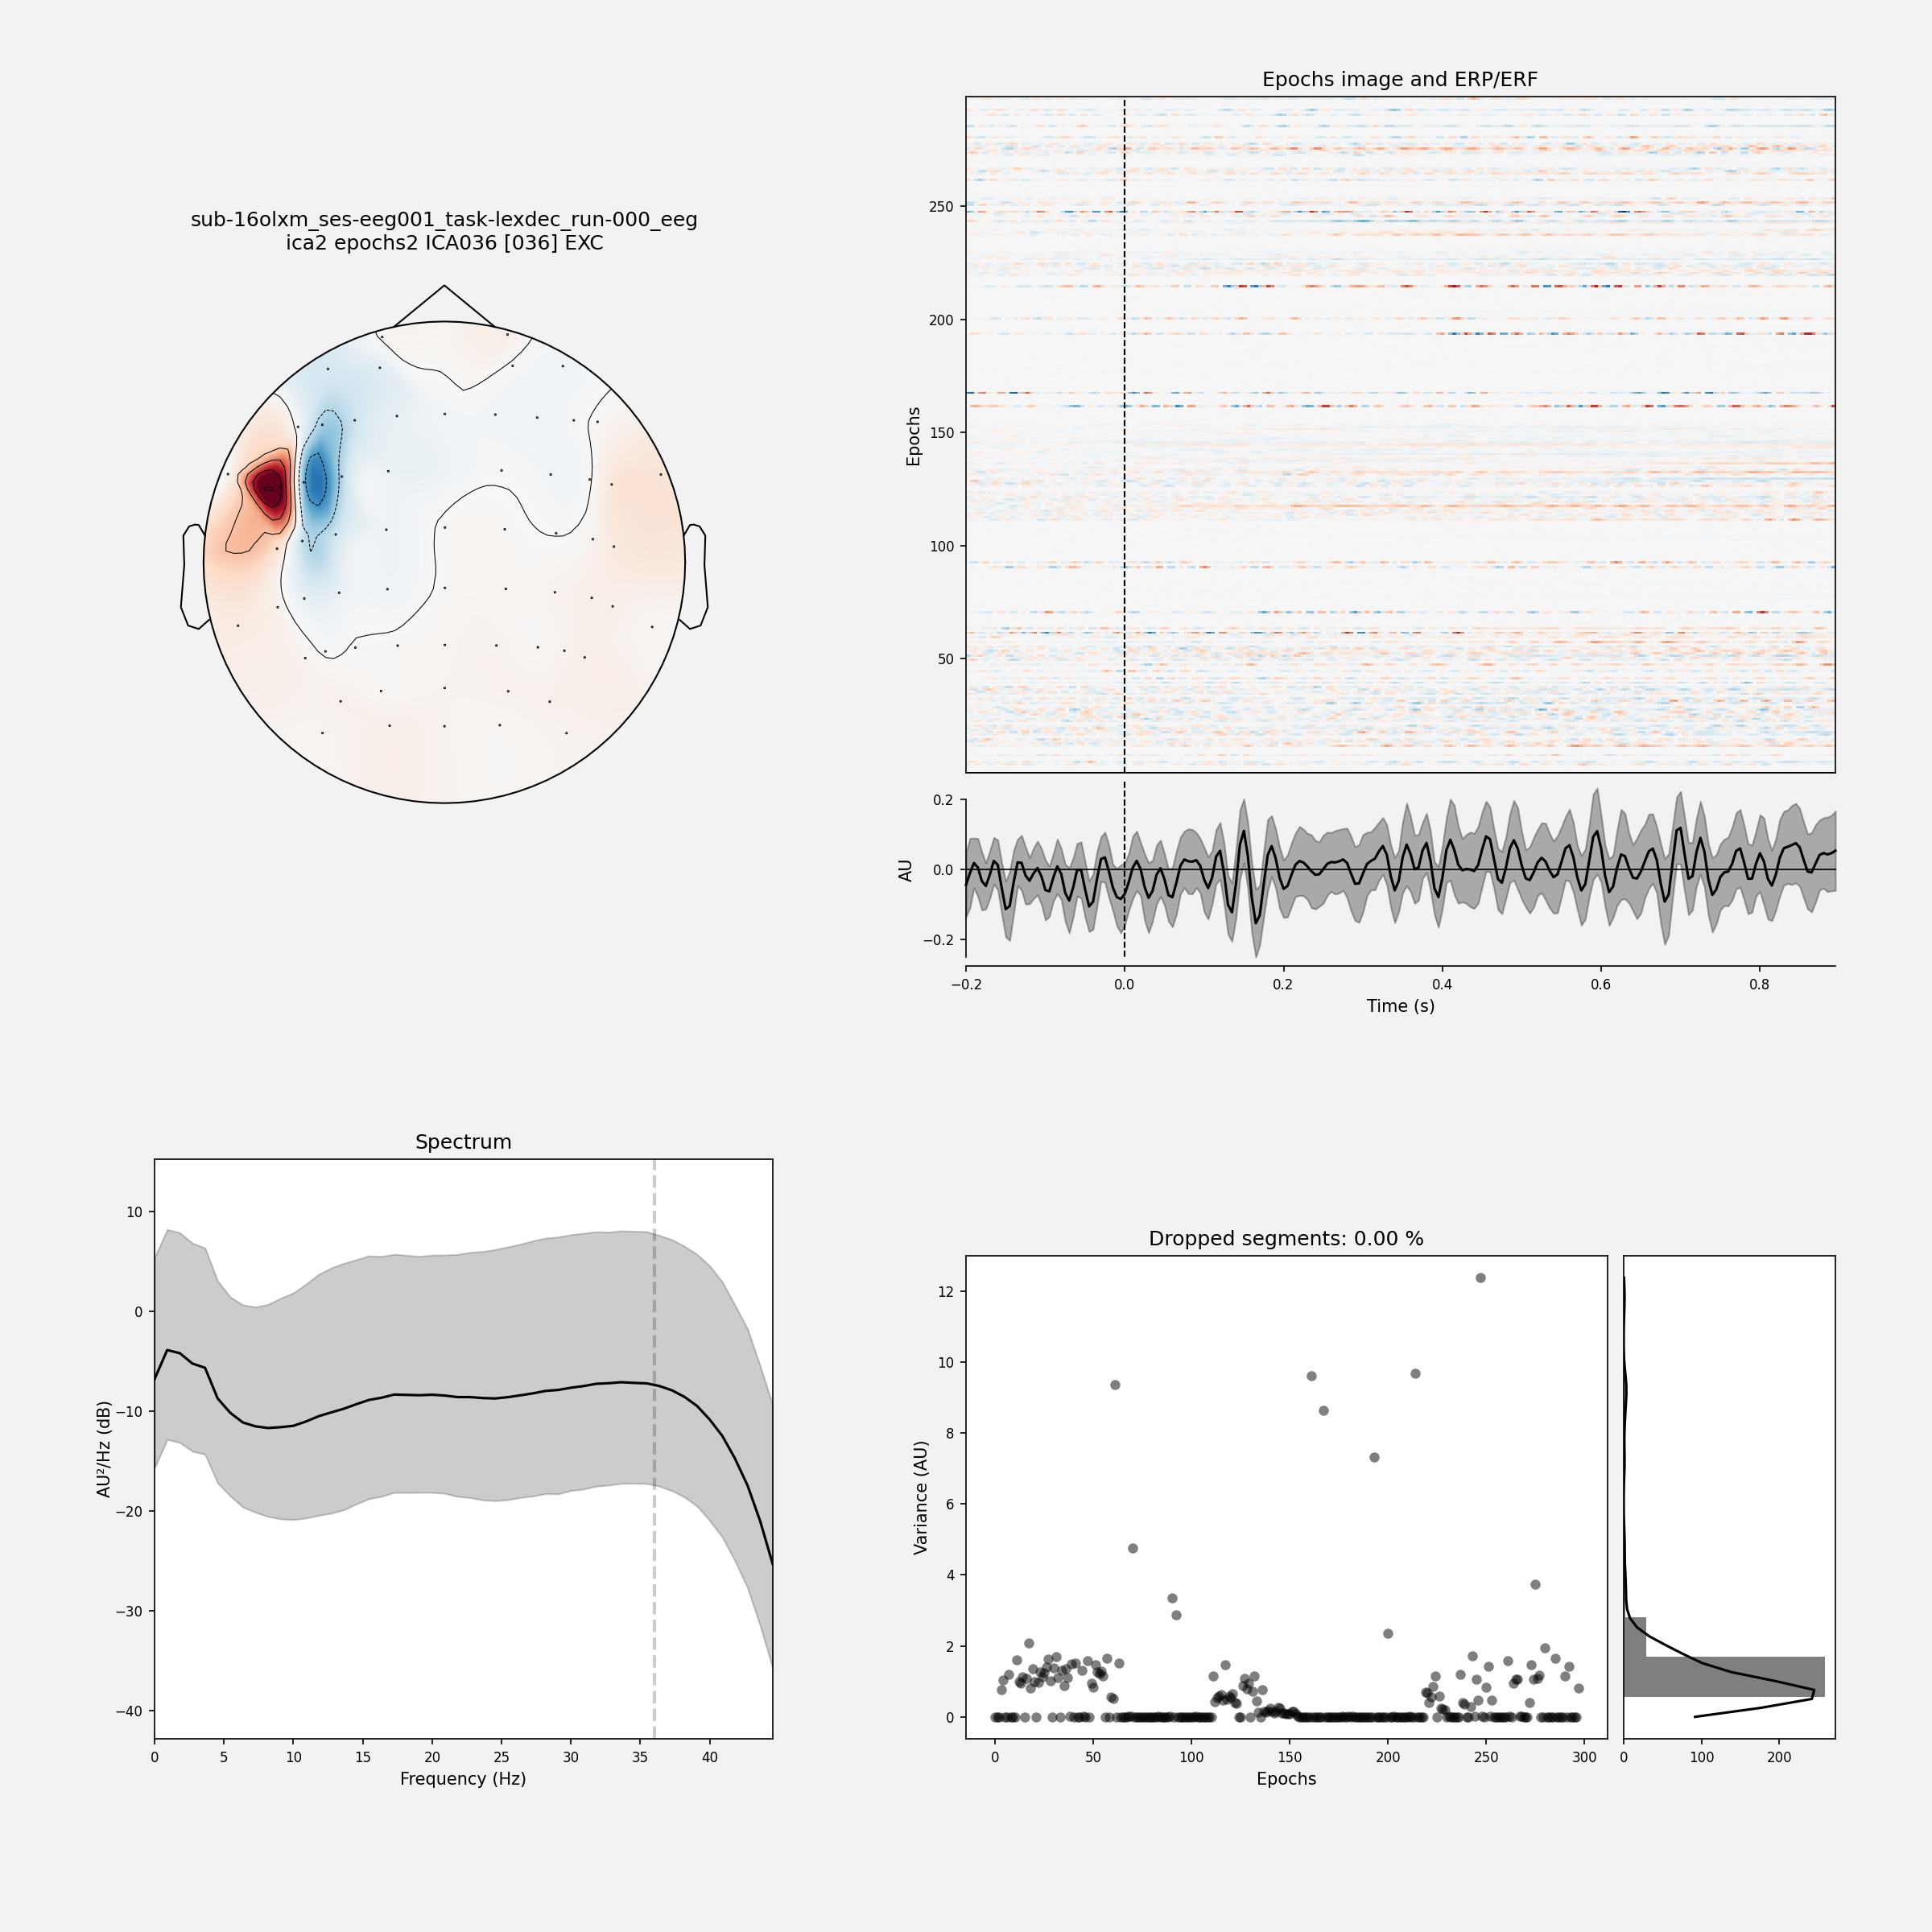 Epochs image and ERP/ERF
sub-16olxm_ses-eeg001_task-lexdec_run-000_eeg
ica2 epochs2 ICA036 [036] EXC
Epochs
250
200
150
100
50
AU
0.2
0.0
−0.2
−0.2 0.0 0.2 0.4 0.6 0.8
Time (s)
Spectrum
AU²/Hz (dB)
10
0
−10
−20
−30
−40
0 5 10 15 20 25 30 35 40
Frequency (Hz)
Dropped segments: 0.00 %
Variance (AU)
12
10
8
6
4
2
0
0 50 100 150 200 250 300
Epochs
0 100 200